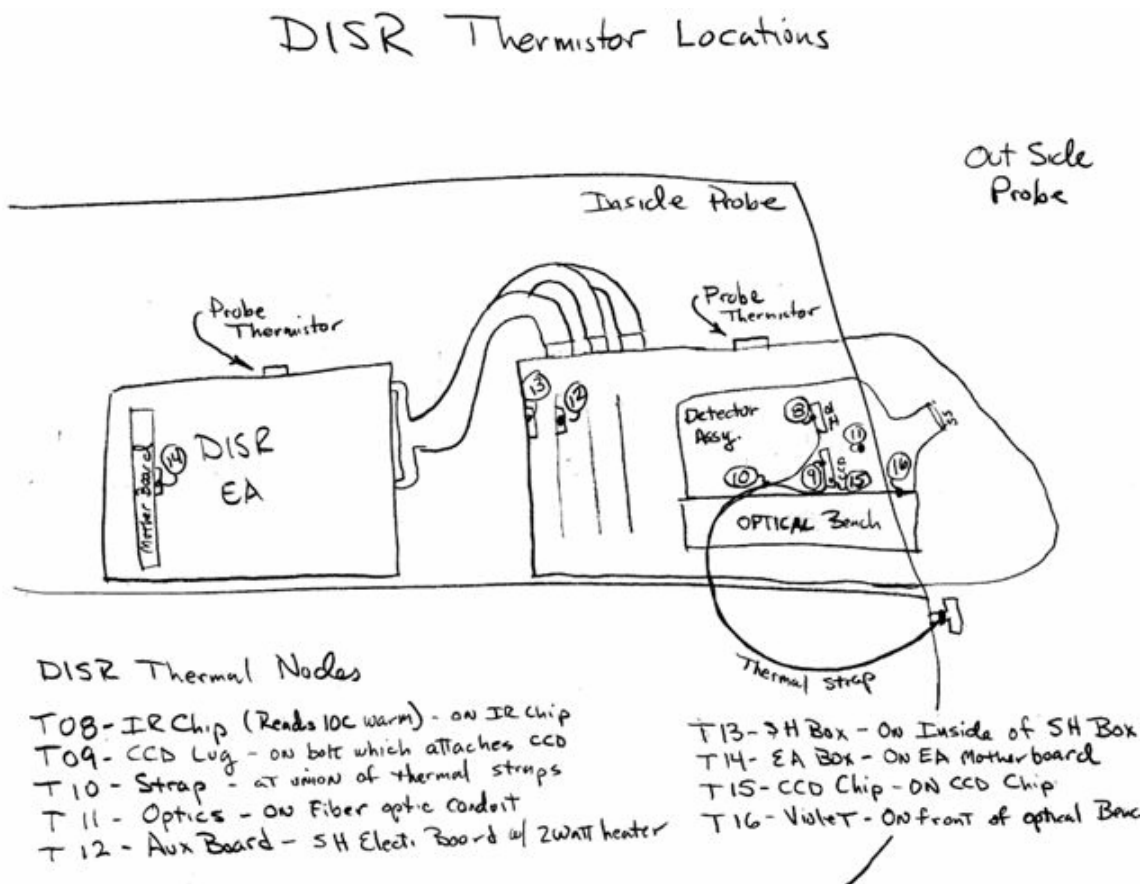 DISR Thermistor Locations
Out Side
Probe
Inside Probe
Probe
Thermistor
Probe
Thermistor
13
12
Detector
Assy.
8
IR
SS
11
14
Mother Board
DISR
EA
10
9
CCD
15
16
OPTICAL Bench
Thermal Strap
DISR Thermal Nodes
T08 - IR Chip (Reads 10C warm) - ON IR Chip
T09 - CCD Lug - ON bolt which attaches CCD
T10 - Strap - at union of thermal straps
T11 - Optics - ON Fiber optic conduit
T12 - Aux Board - SH Elect. Board w/ 2watt heater
T13 - SH Box - ON Inside of SH Box
T14 - EA Box - ON EA Motherboard
T15 - CCD Chip - ON CCD Chip
T16 - Violet - ON front of optical Benc